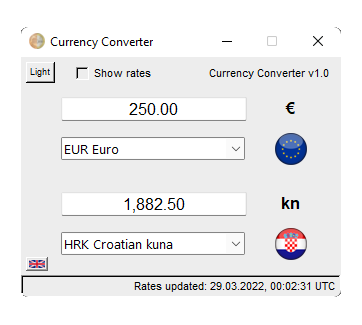 Currency Converter
Light
Show rates
Currency Converter v1.0
250.00
€
EUR Euro
1,882.50
kn
HRK Croatian kuna
Rates updated: 29.03.2022, 00:02:31 UTC